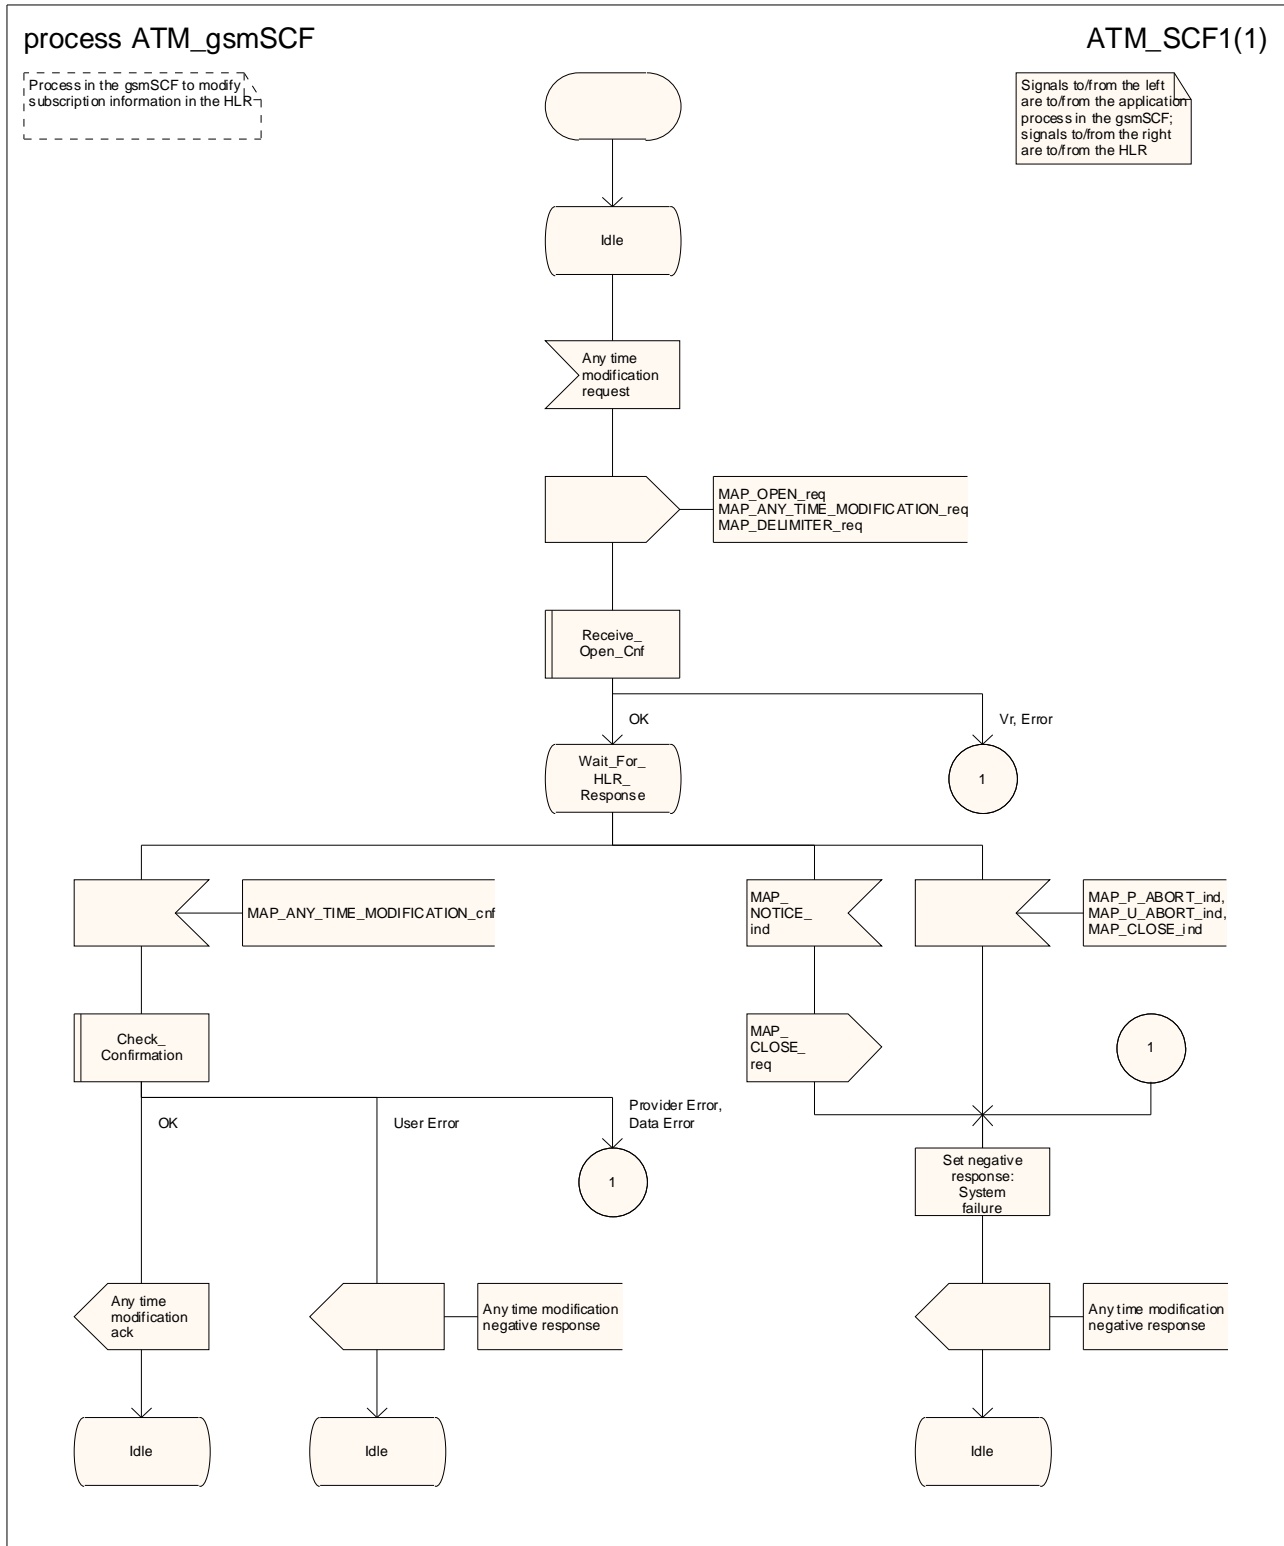 process ATM_gsmSCF
ATM_SCF1(1)
Process in the gsmSCF to modify
subscription information in the HLR
Signals to/from the left
are to/from the application
process in the gsmSCF;
signals to/from the right
are to/from the HLR
Idle
Any time
modification
request
MAP_OPEN_req
MAP_ANY_TIME_MODIFICATION_req
MAP_DELIMITER_req
Receive_
Open_Cnf
OK
Vr, Error
Wait_For_
HLR_
Response
1
MAP_ANY_TIME_MODIFICATION_cnf
MAP_
NOTICE_
ind
MAP_P_ABORT_ind,
MAP_U_ABORT_ind,
MAP_CLOSE_ind
Check_
Confirmation
MAP_
CLOSE_
req
1
OK
User Error
Provider Error,
Data Error
1
Set negative
response:
System
failure
Any time
modification
ack
Any time modification
negative response
Any time modification
negative response
Idle
Idle
Idle